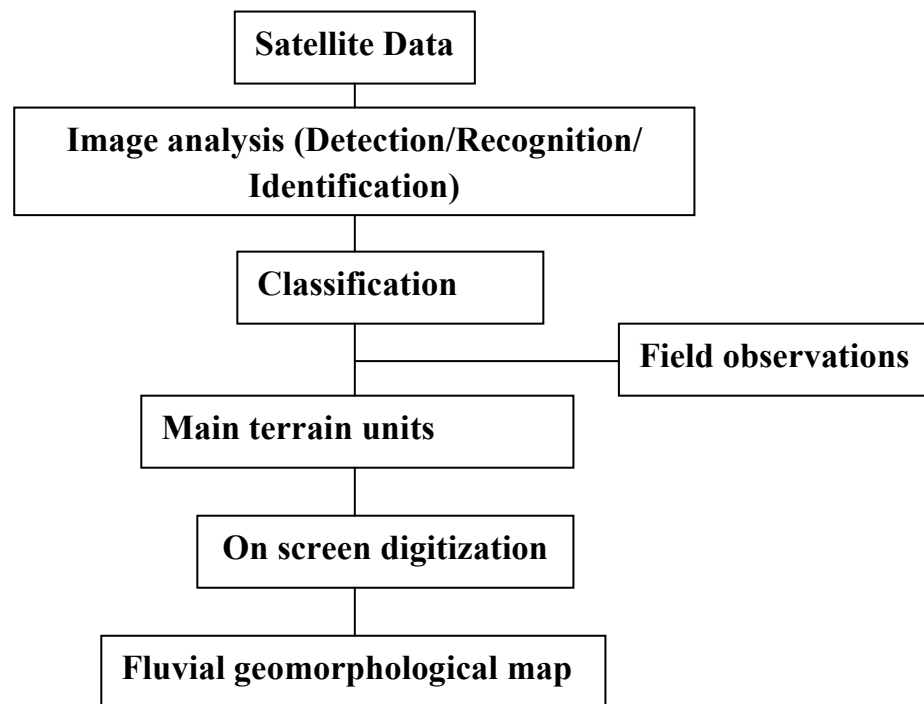 Satellite Data
Image analysis (Detection/Recognition/
Identification)
Classification
Field observations
Main terrain units
On screen digitization
Fluvial geomorphological map